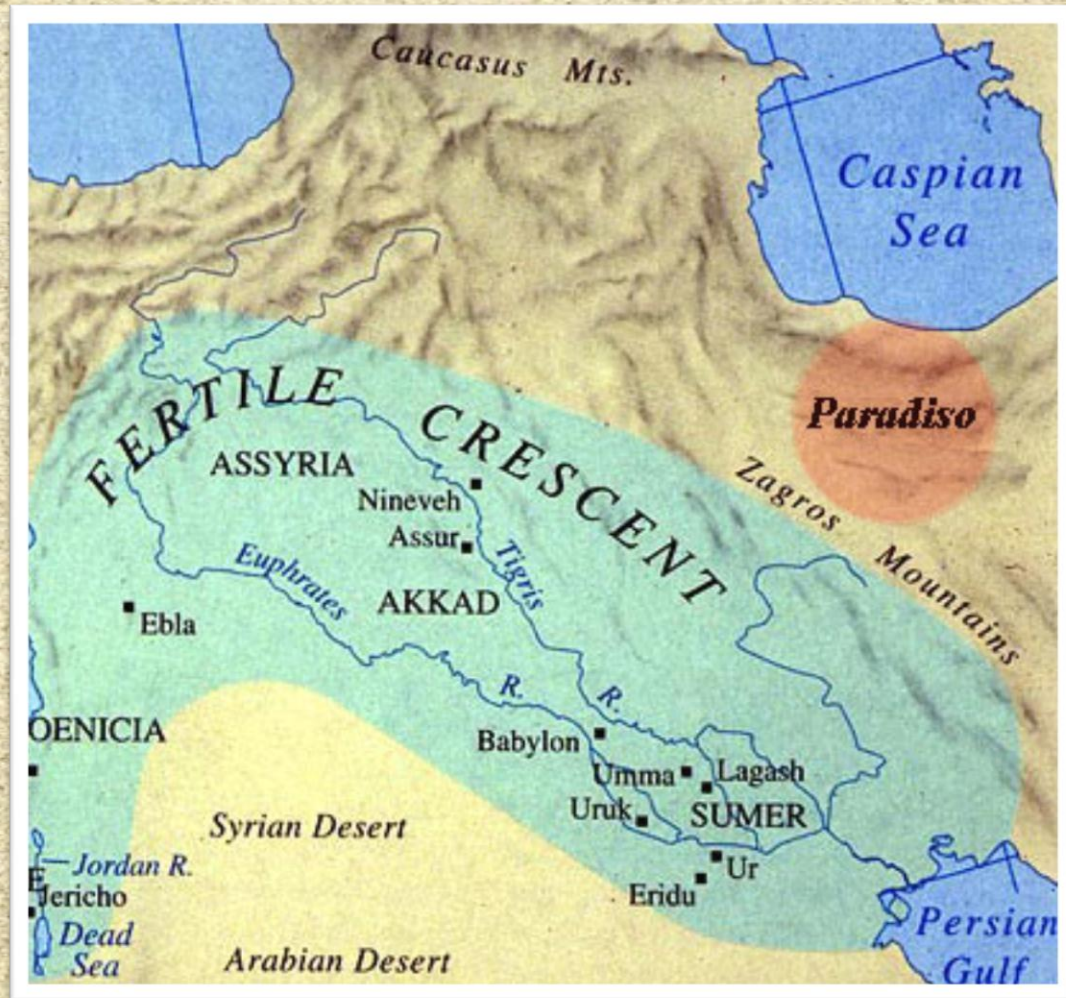 Caucasus Mts.
Caspian
Sea
Paradiso
FERTILE CRESCENT
ASSYRIA
Nineveh
Assur
Zagros Mountains
Euphrates R.
Tigris R.
AKKAD
Ebla
OENICIA
Babylon
Umma
Lagash
Uruk
SUMER
Syrian Desert
Ur
Eridu
Jordan R.
E
Jericho
Dead
Sea
Arabian Desert
Persian
Gulf